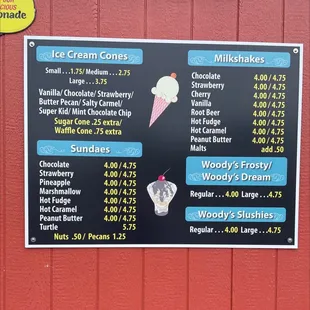 onade
Ice Cream Cones
Small ...1.75/ Medium ...2.75
Large ...3.75
Vanilla/ Chocolate/ Strawberry/
Butter Pecan/ Salty Carmel/
Super Kid/ Mint Chocolate Chip
Sugar Cone .25 extra/
Waffle Cone .75 extra
Sundaes
Chocolate 4.00 / 4.75
Strawberry 4.00 / 4.75
Pineapple 4.00 / 4.75
Marshmallow 4.00 / 4.75
Hot Fudge 4.00 / 4.75
Hot Caramel 4.00 / 4.75
Peanut Butter 4.00 / 4.75
Turtle 5.75
Nuts .50 / Pecans 1.25
Milkshakes
Chocolate 4.00 / 4.75
Strawberry 4.00 / 4.75
Cherry 4.00 / 4.75
Vanilla 4.00 / 4.75
Root Beer 4.00 / 4.75
Hot Fudge 4.00 / 4.75
Hot Caramel 4.00 / 4.75
Peanut Butter 4.00 / 4.75
Malts add .50
Woody's Frosty/
Woody's Dream
Regular ...4.00 Large ...4.75
Woody's Slushies
Regular ...4.00 Large ...4.75